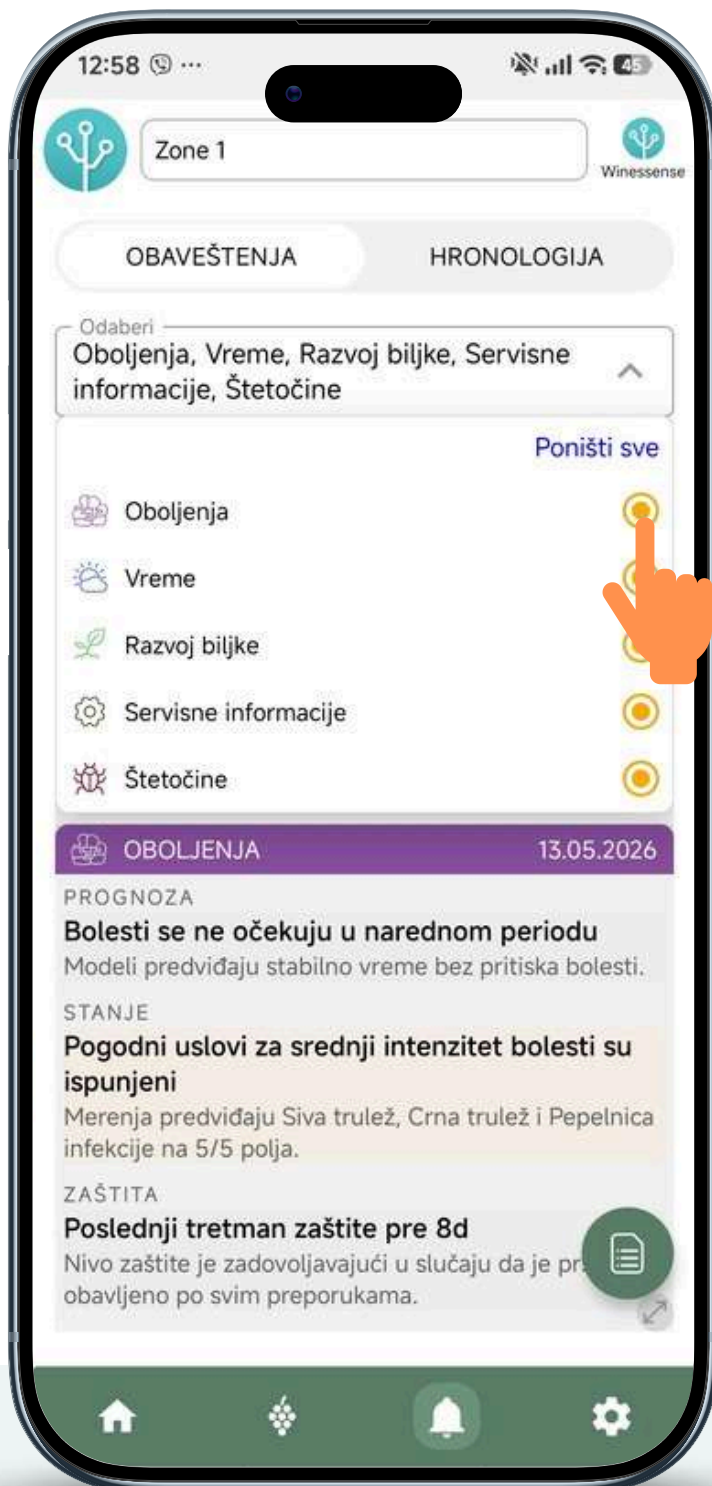 12:58 ...
45
Zone 1
Winessense
OBAVEŠTENJA
HRONOLOGIJA
Odaberi
Oboljenja, Vreme, Razvoj biljke, Servisne
informacije, Štetočine
Poništi sve
Oboljenja
Vreme
Razvoj biljke
Servisne informacije
Štetočine
OBOLJENJA
13.05.2026
PROGNOZA
Bolesti se ne očekuju u narednom periodu
Modeli predviđaju stabilno vreme bez pritiska bolesti.
STANJE
Pogodni uslovi za srednji intenzitet bolesti su
ispunjeni
Merenja predviđaju Siva trulež, Crna trulež i Pepelnica
infekcije na 5/5 polja.
ZAŠTITA
Poslednji tretman zaštite pre 8d
Nivo zaštite je zadovoljavajući u slučaju da je
obavljeno po svim preporukama.